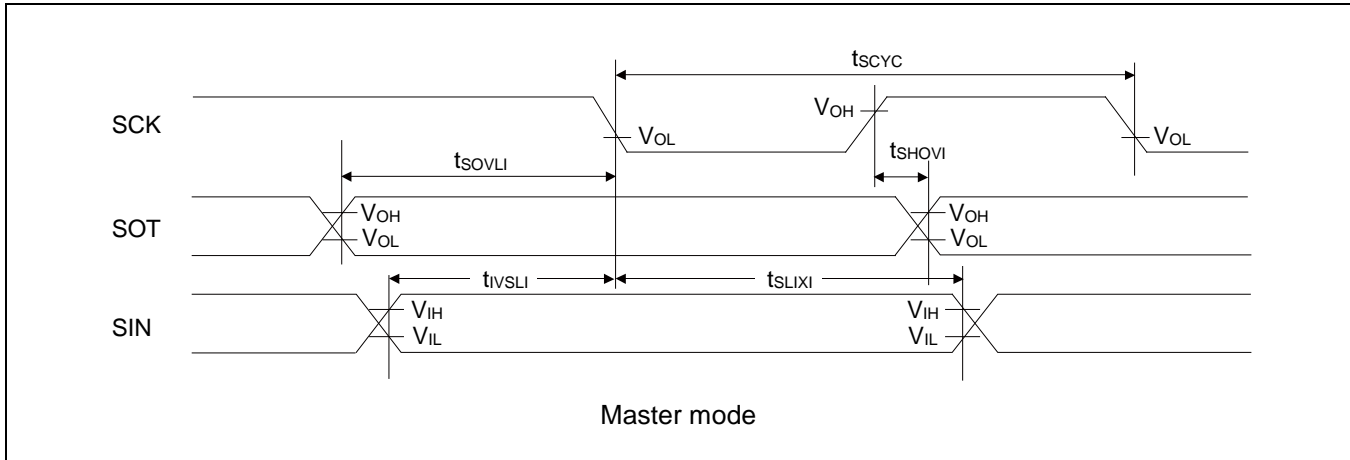 tSCYC
SCK
VOH
VOL
VOL
tSHOVI
tSOVLI
SOT
VOH
VOL
VOH
VOL
tIVSLI
tSLIXI
SIN
VIH
VIL
VIH
VIL
Master mode